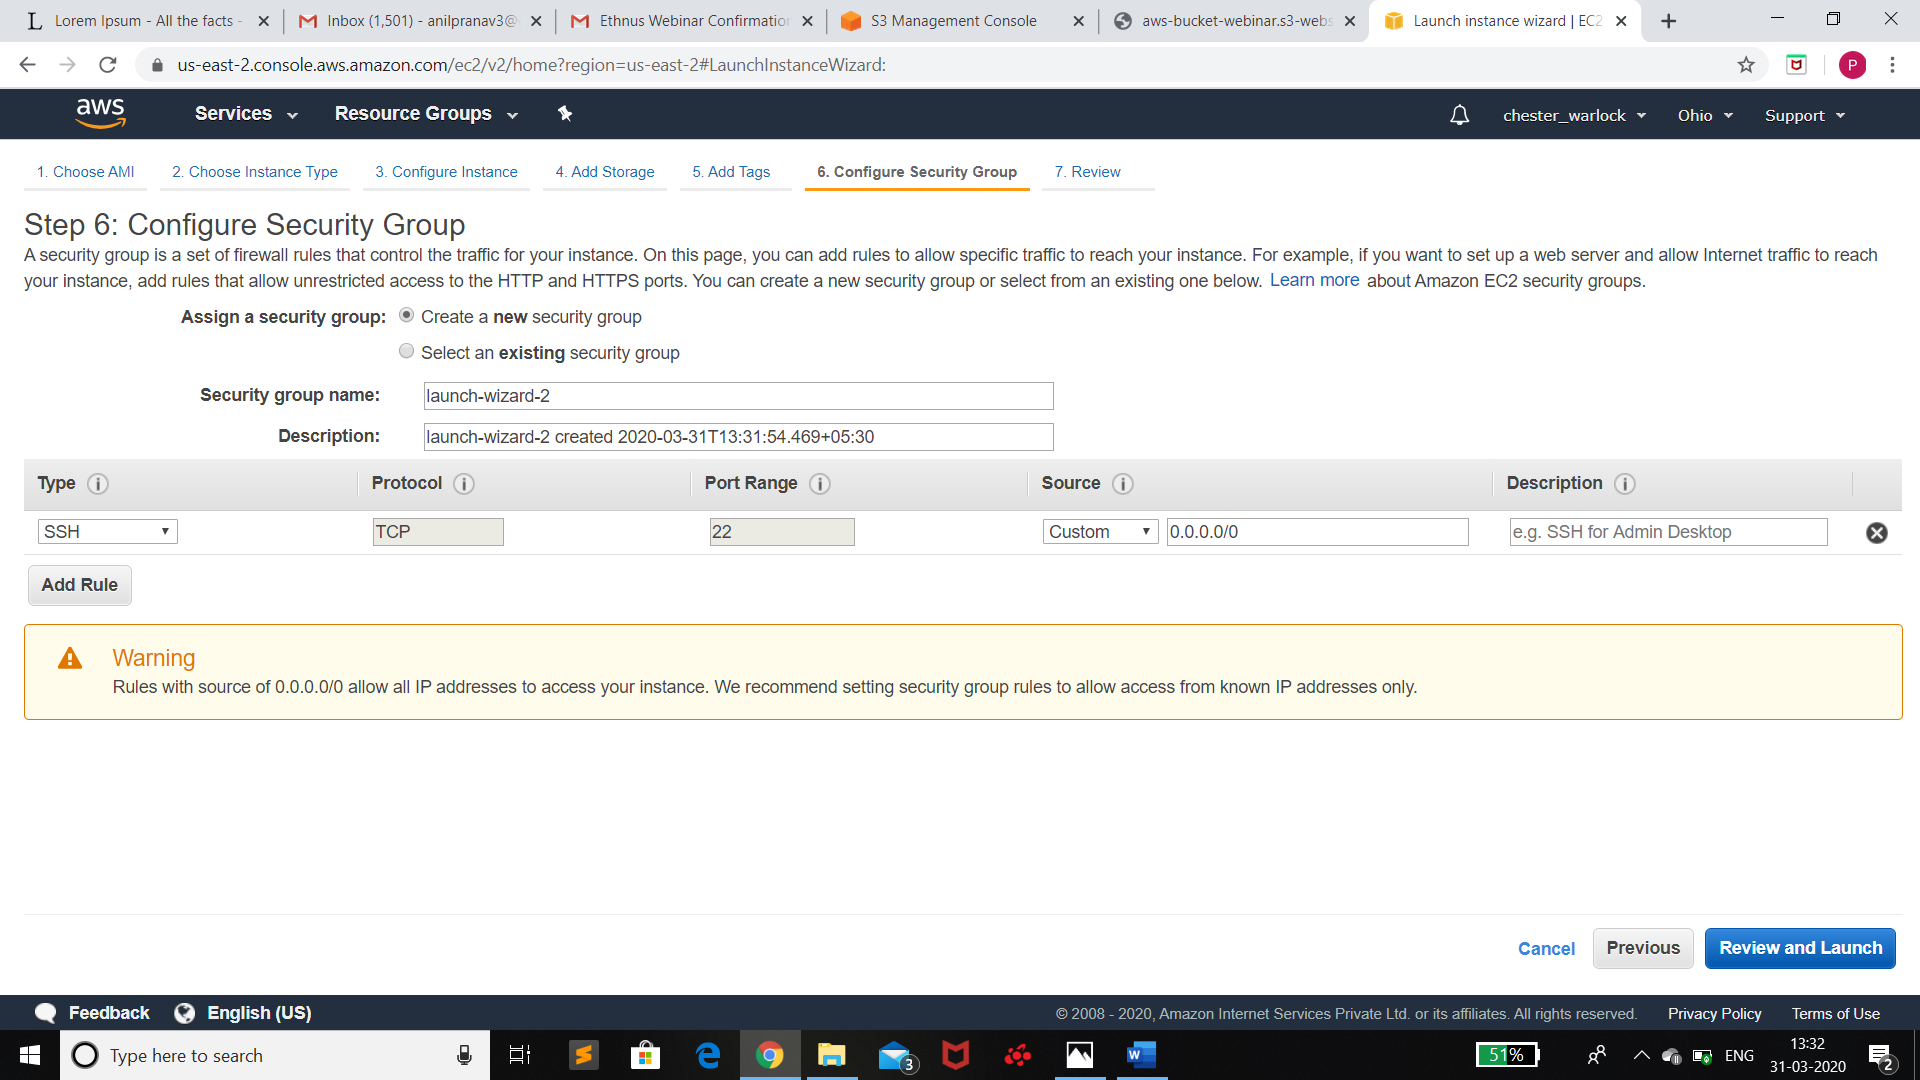 Lorem Ipsum - All the facts -
Inbox (1,501) - anilpranav3@
Ethnus Webinar Confirmation
S3 Management Console
aws-bucket-webinar.s3-webs
Launch instance wizard | EC2
us-east-2.console.aws.amazon.com/ec2/v2/home?region=us-east-2#LaunchInstanceWizard:
P
aws Services Resource Groups chester_warlock Ohio Support
1. Choose AMI 2. Choose Instance Type 3. Configure Instance 4. Add Storage 5. Add Tags 6. Configure Security Group 7. Review
Step 6: Configure Security Group
A security group is a set of firewall rules that control the traffic for your instance. On this page, you can add rules to allow specific traffic to reach your instance. For example, if you want to set up a web server and allow Internet traffic to reach
your instance, add rules that allow unrestricted access to the HTTP and HTTPS ports. You can create a new security group or select from an existing one below. Learn more about Amazon EC2 security groups.
Assign a security group: Create a new security group
Select an existing security group
Security group name: launch-wizard-2
Description: launch-wizard-2 created 2020-03-31T13:31:54.469+05:30
Type i Protocol i Port Range i Source i Description i
SSH TCP 22 Custom 0.0.0.0/0 e.g. SSH for Admin Desktop
Add Rule
Warning
Rules with source of 0.0.0.0/0 allow all IP addresses to access your instance. We recommend setting security group rules to allow access from known IP addresses only.
Cancel Previous Review and Launch
Feedback English (US) © 2008 - 2020, Amazon Internet Services Private Ltd. or its affiliates. All rights reserved. Privacy Policy Terms of Use
Type here to search 3 51% ENG 13:32
31-03-2020 2